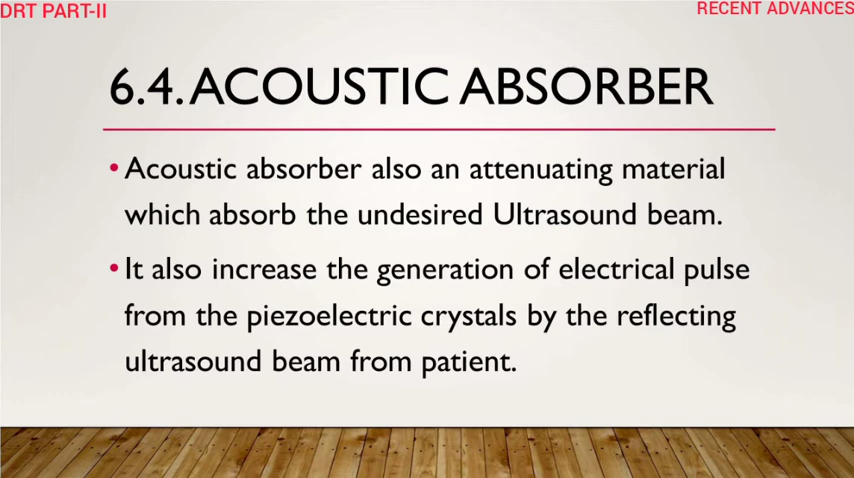 DRT PART-II
RECENT ADVANCES
6.4. ACOUSTIC ABSORBER
• Acoustic absorber also an attenuating material
which absorb the undesired Ultrasound beam.
• It also increase the generation of electrical pulse
from the piezoelectric crystals by the reflecting
ultrasound beam from patient.